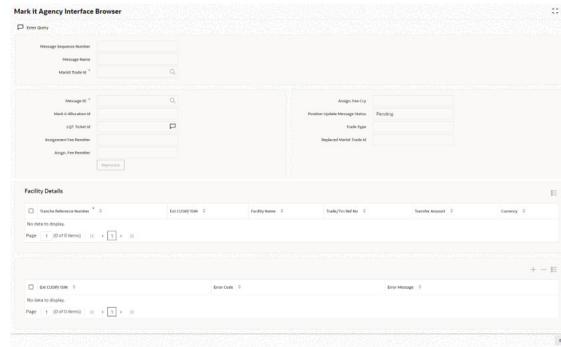 Mark it Agency Interface Browser
Enter Query
Message Sequence Number
Message Name
Markit Trade Id *
Message ID *
Mark it Allocation Id
LQT Ticket Id
Assignment Fee Remitter
Assign. Fee Remitter
Reprocess
Assign. Fee Ccy
Position Update Message Status Pending
Trade Type
Replaced Markit Trade Id
Facility Details
Tranche Reference Number * Ext CUSIP/ ISIN Facility Name Trade/Txn Ref No Transfer Amount Currency
No data to display.
Page 1 (0 of 0 items) 1
Ext CUSIP/ ISIN Error Code Error Message
No data to display.
Page 1 (0 of 0 items) 1